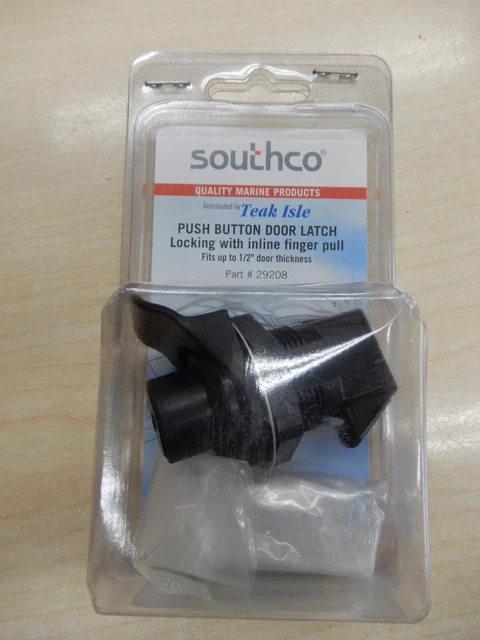 southco®
QUALITY MARINE PRODUCTS
Distributed by Teak Isle
PUSH BUTTON DOOR LATCH
Locking with inline finger pull
Fits up to 1/2" door thickness
Part # 29208